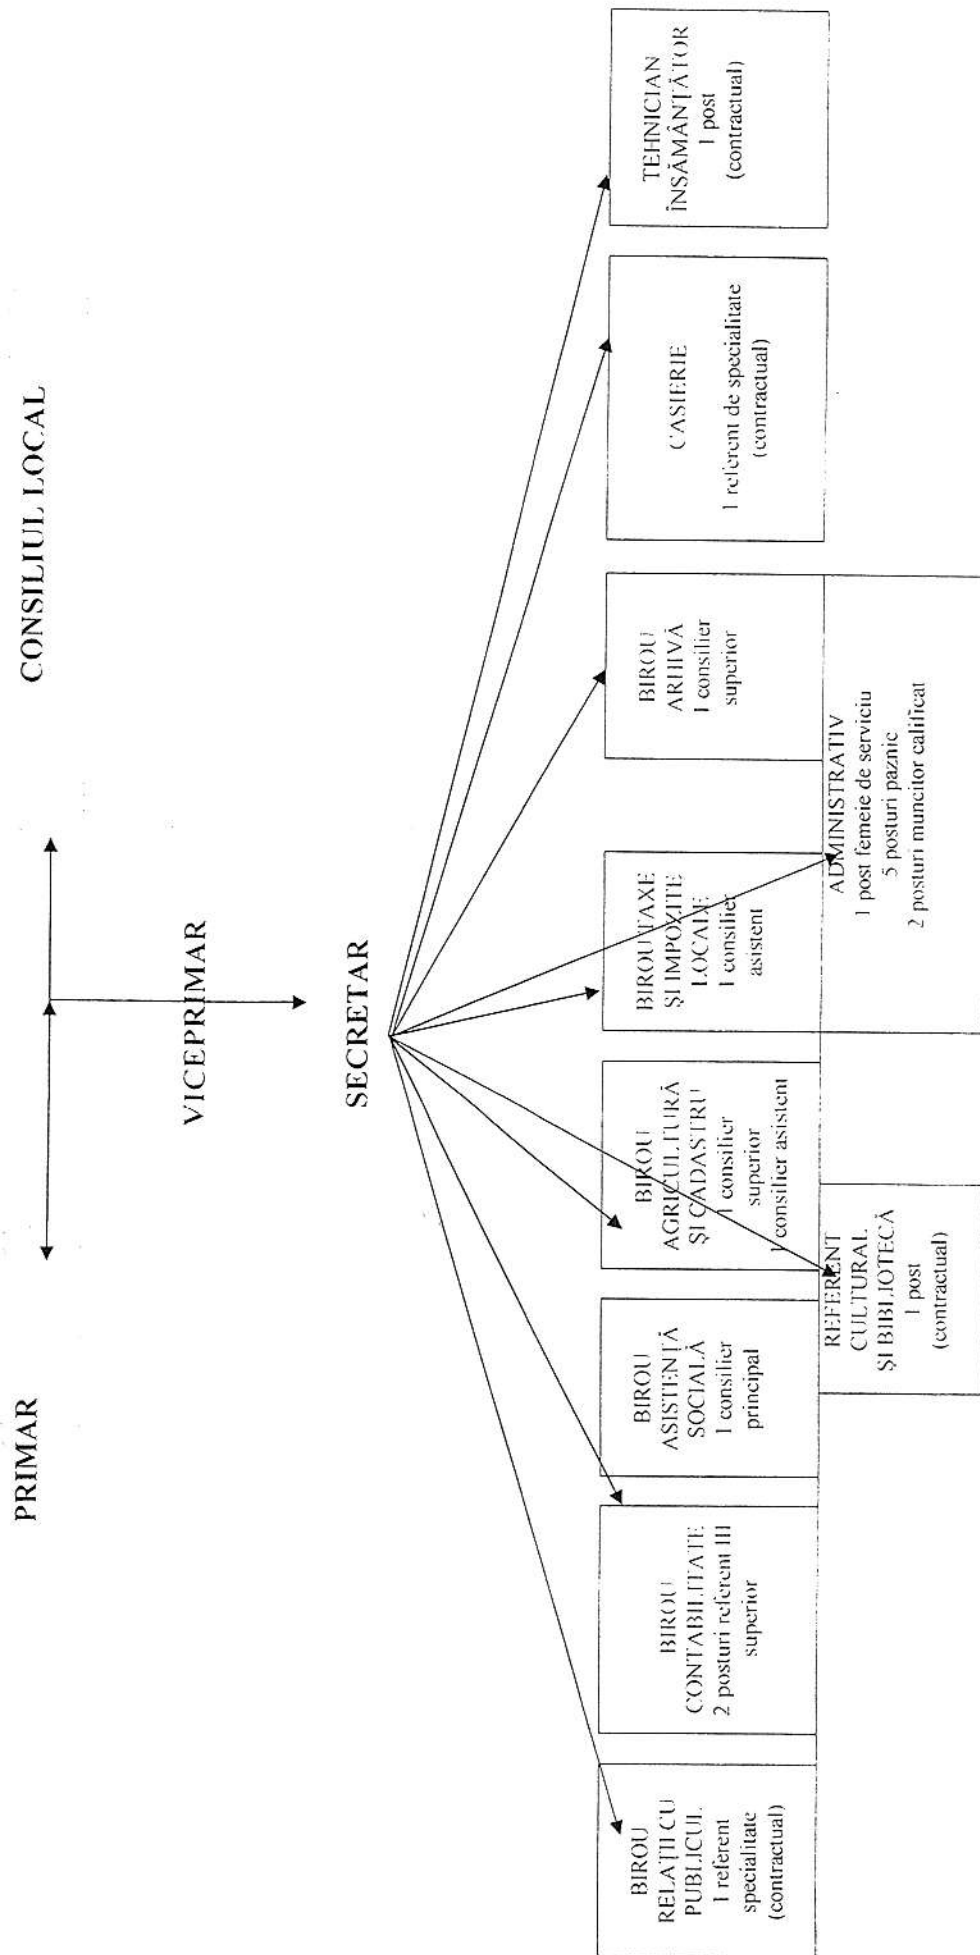 PRIMAR
CONSILIUL LOCAL
VICEPRIMAR
SECRETAR
BIROU
RELAȚII CU
PUBLICUL
1 referent
specialitate
(contractual)
BIROU
CONTABILITATE
2 posturi referent III
superior
BIROU
ASISTENȚĂ
SOCIALĂ
1 consilier
principal
BIROU
AGRICULTURĂ
ȘI CADASTRU
1 consilier
superior
1 consilier asistent
BIROU TAXE
ȘI IMPOZITE
LOCALE
1 consilier
asistent
BIROU
ARHIVĂ
1 consilier
superior
CASIERIE
1 referent de specialitate
(contractual)
TEHNICIAN
ÎNSĂMÂNȚĂTOR
1 post
(contractual)
REFERENT
CULTURAL
ȘI BIBLIOTECĂ
1 post
(contractual)
ADMINISTRATIV
1 post femeie de serviciu
5 posturi paznic
2 posturi muncitor calificat